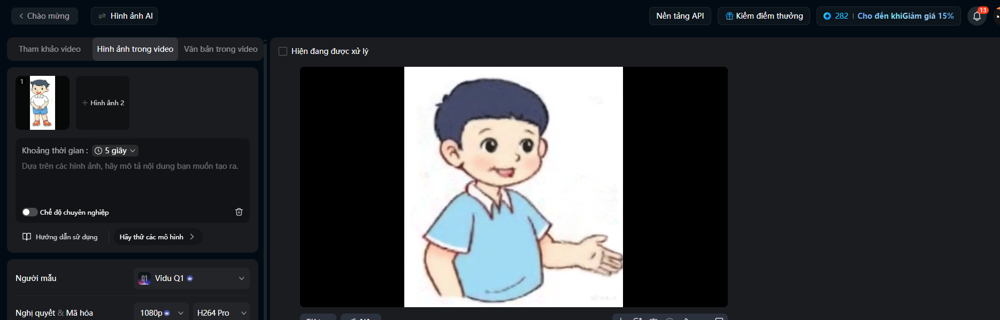 Chào mừng
Hình ảnh AI
Nền tảng API
Kiếm điểm thưởng
282 | Cho đến khiGiảm giá 15%
13
Tham khảo video
Hình ảnh trong video
Văn bản trong video
Hiện đang được xử lý
1
+ Hình ảnh 2
Khoảng thời gian : 5 giây
Dựa trên các hình ảnh, hãy mô tả nội dung bạn muốn tạo ra.
Chế độ chuyên nghiệp
Hướng dẫn sử dụng
Hãy thử các mô hình
Người mẫu
Q1 Vidu Q1
Nghị quyết & Mã hóa
1080p
H264 Pro